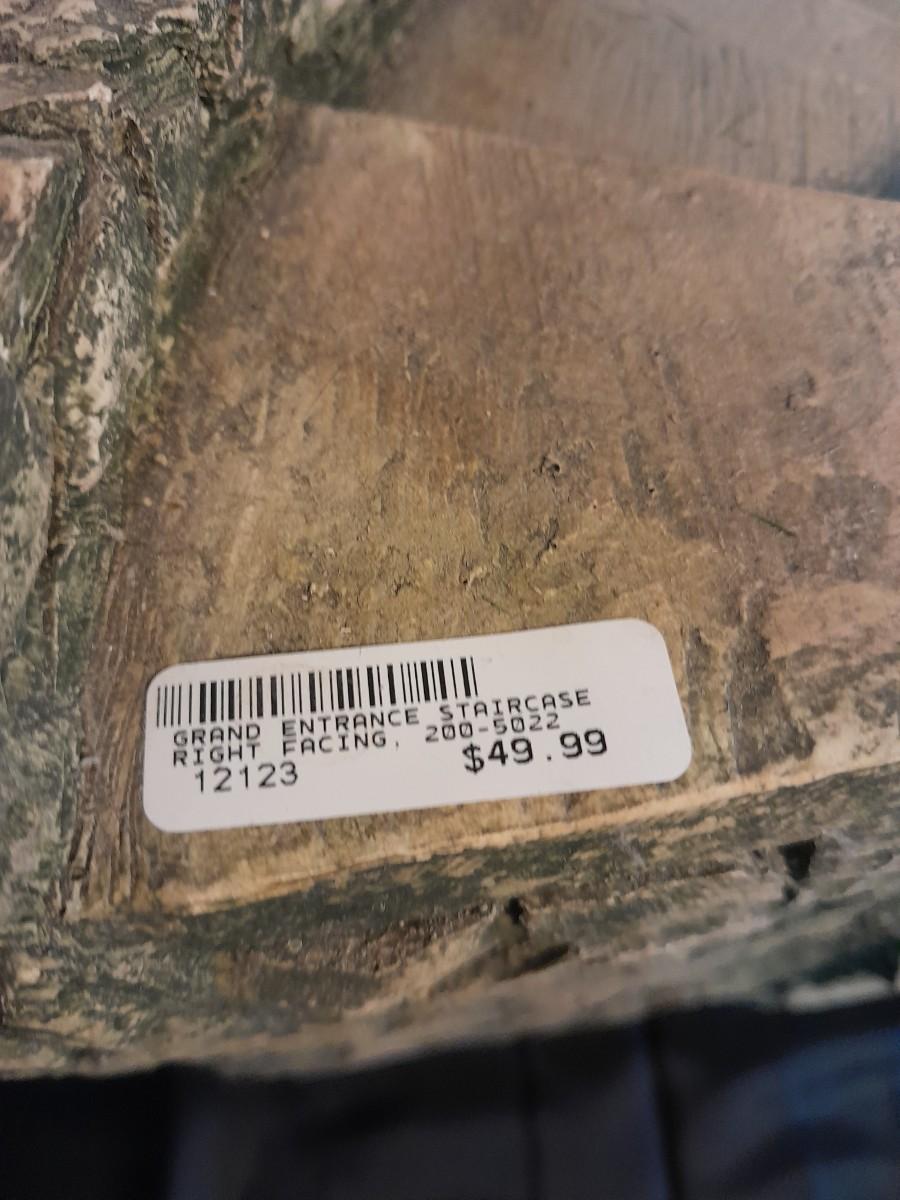 GRAND ENTRANCE STAIRCASE
RIGHT FACING, 200-5022
12123 $49.99